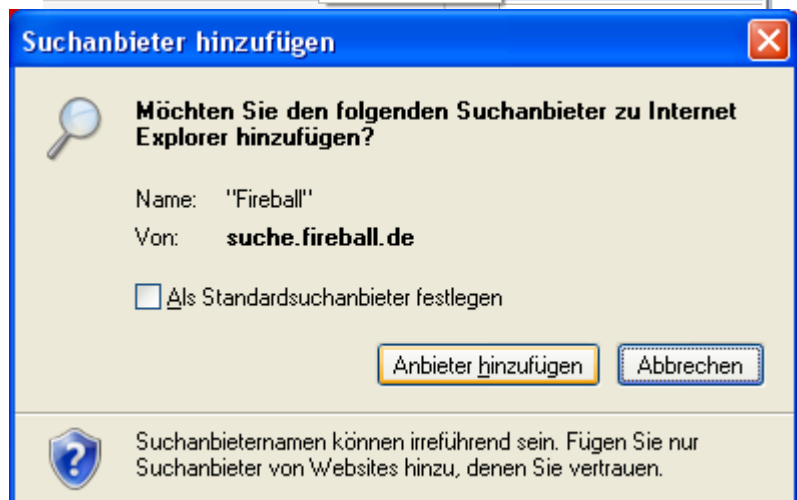 Suchanbieter hinzufügen
Möchten Sie den folgenden Suchanbieter zu Internet
Explorer hinzufügen?
Name: "Fireball"
Von: suche.fireball.de
Als Standardsuchanbieter festlegen
Anbieter hinzufügen Abbrechen
Suchanbieternamen können irreführend sein. Fügen Sie nur
Suchanbieter von Websites hinzu, denen Sie vertrauen.